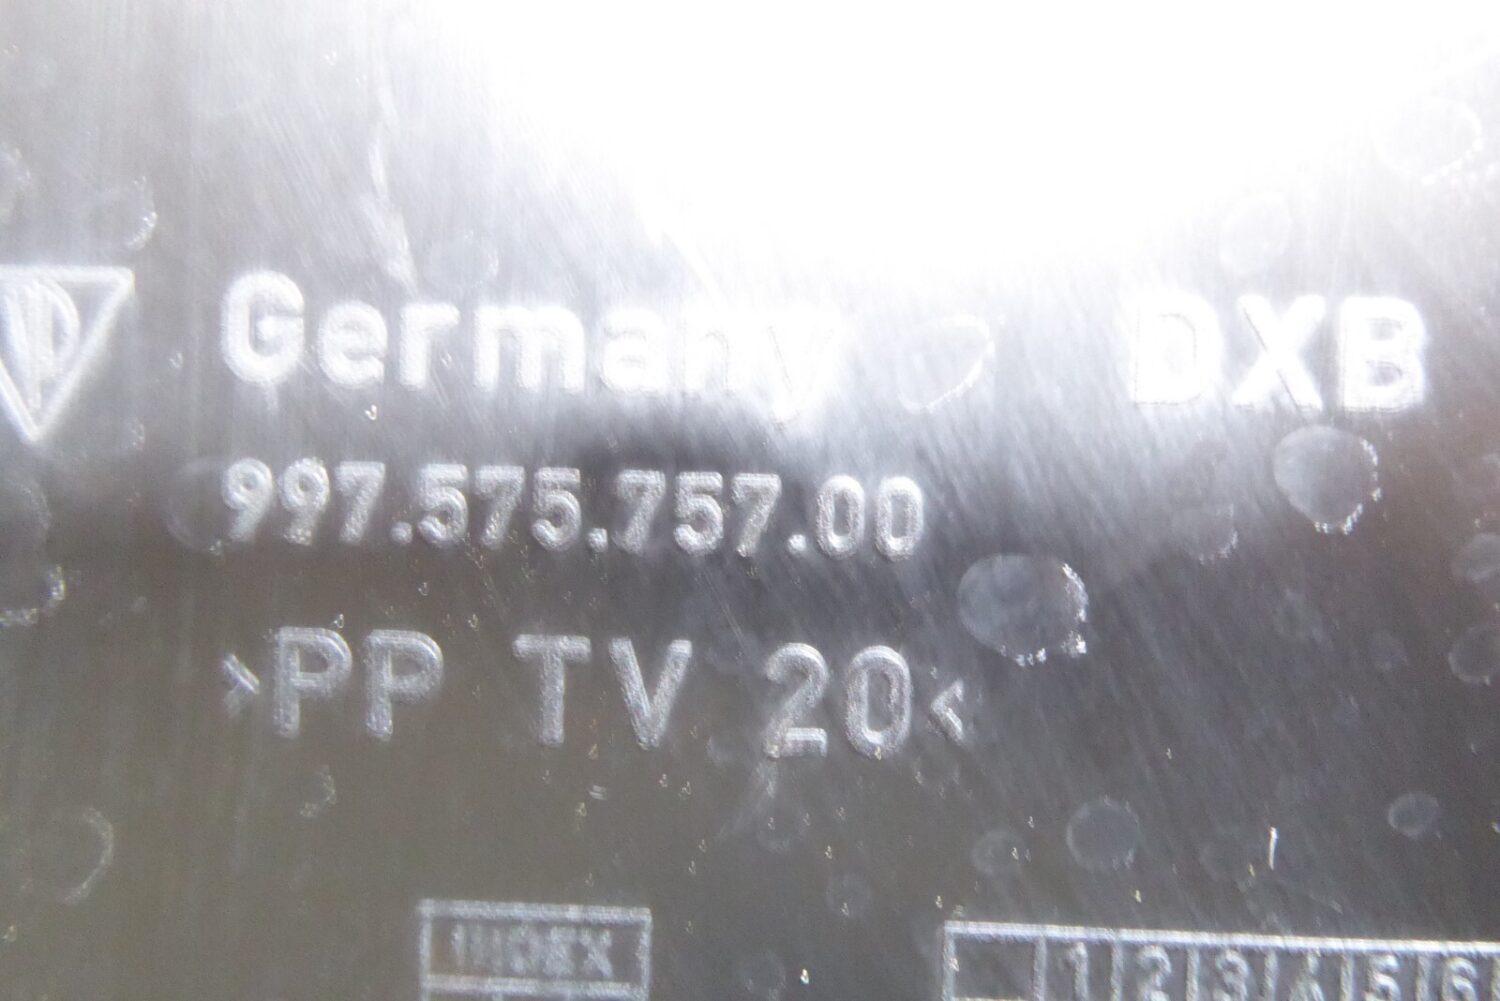 Germany DXB
997.575.757.00
>PP TV 20<
INDEX
1 2 3 4 5 6